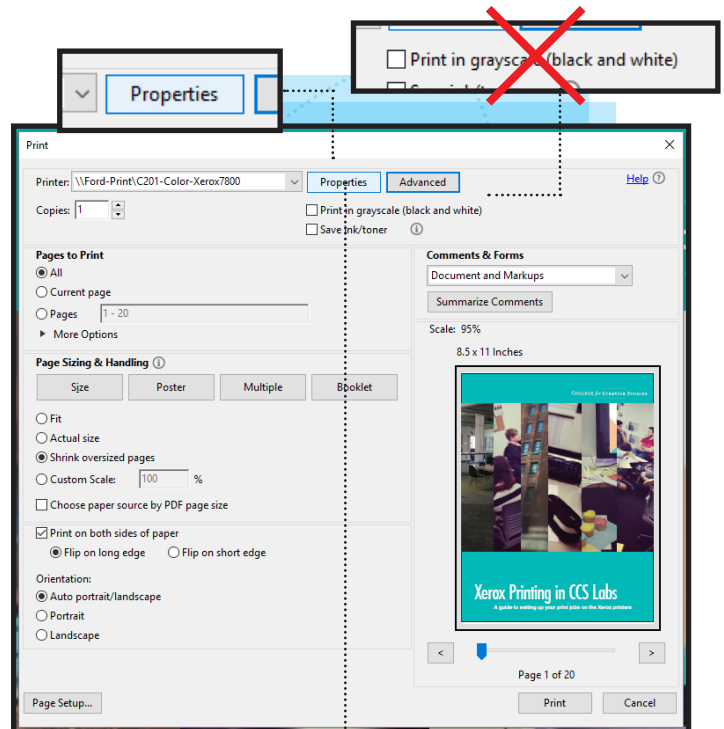 Print in grayscale (black and white)
Properties
Print
Printer: \\Ford-Print\C201-Color-Xerox7800 Properties Advanced Help
Copies: 1 Print in grayscale (black and white)
Save ink/toner
Pages to Print
All
Current page
Pages 1 - 20
More Options
Comments & Forms
Document and Markups
Summarize Comments
Scale: 95%
8.5 x 11 Inches
Page Sizing & Handling
Size Poster Multiple Booklet
Fit
Actual size
Shrink oversized pages
Custom Scale: 100 %
Choose paper source by PDF page size
Print on both sides of paper
Flip on long edge Flip on short edge
Orientation:
Auto portrait/landscape
Portrait
Landscape
College for Creative Studies
Xerox Printing in CCS Labs
A guide to setting up your print jobs on the Xerox printers
< >
Page 1 of 20
Page Setup... Print Cancel